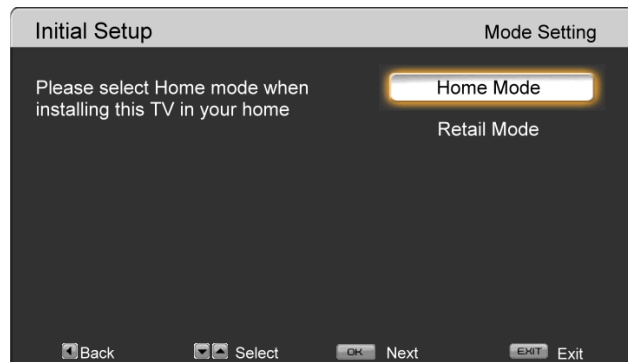 Initial Setup
Mode Setting
Please select Home mode when
installing this TV in your home
Home Mode
Retail Mode
Back Select OK Next EXIT Exit